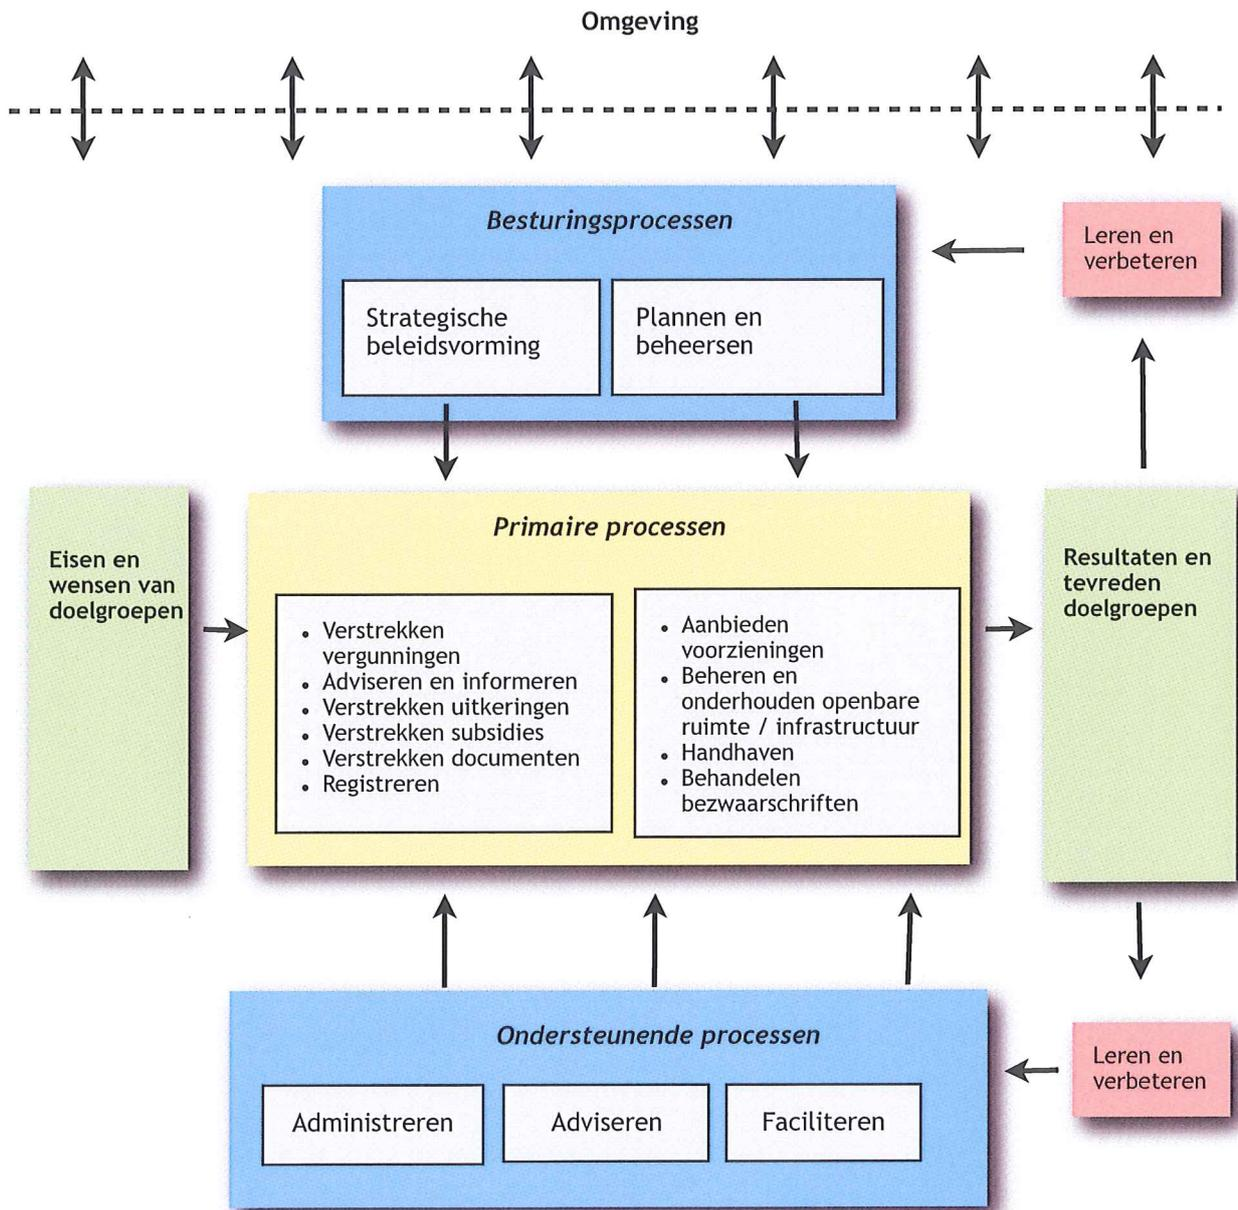 Omgeving
Besturingsprocessen
Strategische
beleidsvorming
Plannen en
beheersen
Leren en
verbeteren
Eisen en
wensen van
doelgroepen
Primaire processen
• Verstrekken
vergunningen
• Adviseren en informeren
• Verstrekken uitkeringen
• Verstrekken subsidies
• Verstrekken documenten
• Registreren
• Aanbieden
voorzieningen
• Beheren en
onderhouden openbare
ruimte / infrastructuur
• Handhaven
• Behandelen
bezwaarschriften
Resultaten en
tevreden
doelgroepen
Ondersteunende processen
Administreren
Adviseren
Faciliteren
Leren en
verbeteren